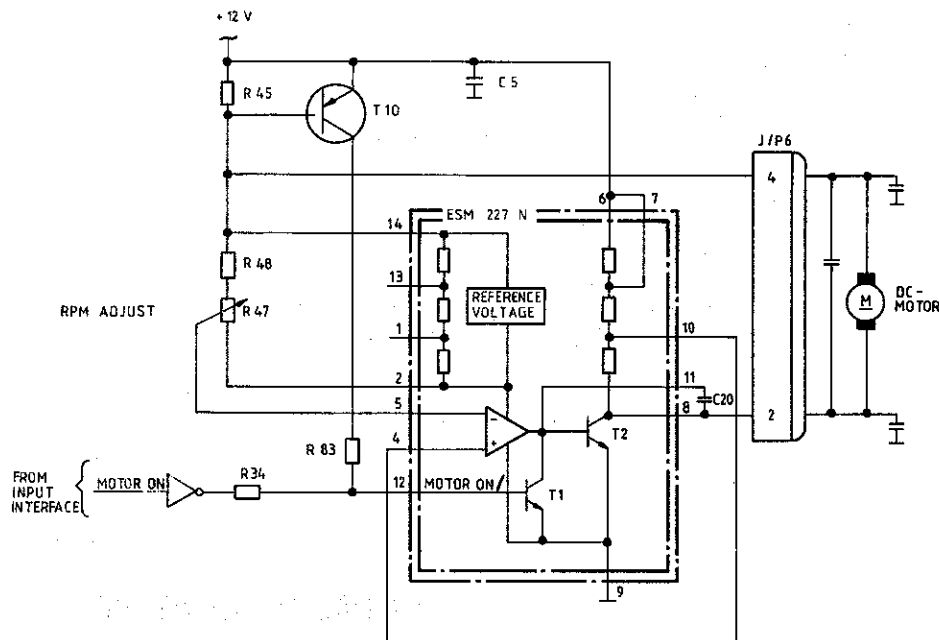 + 12 V
R 45
T 10
C 5
J/P6
4
6
7
ESM 227 N
14
R 48
13
REFERENCE
VOLTAGE
M
DC-
MOTOR
RPM ADJUST
R 47
1
10
2
11
C20
5
8
2
T2
4
R 83
FROM
INPUT
INTERFACE
MOTOR ON
R34
12
MOTOR ON/
T1
9